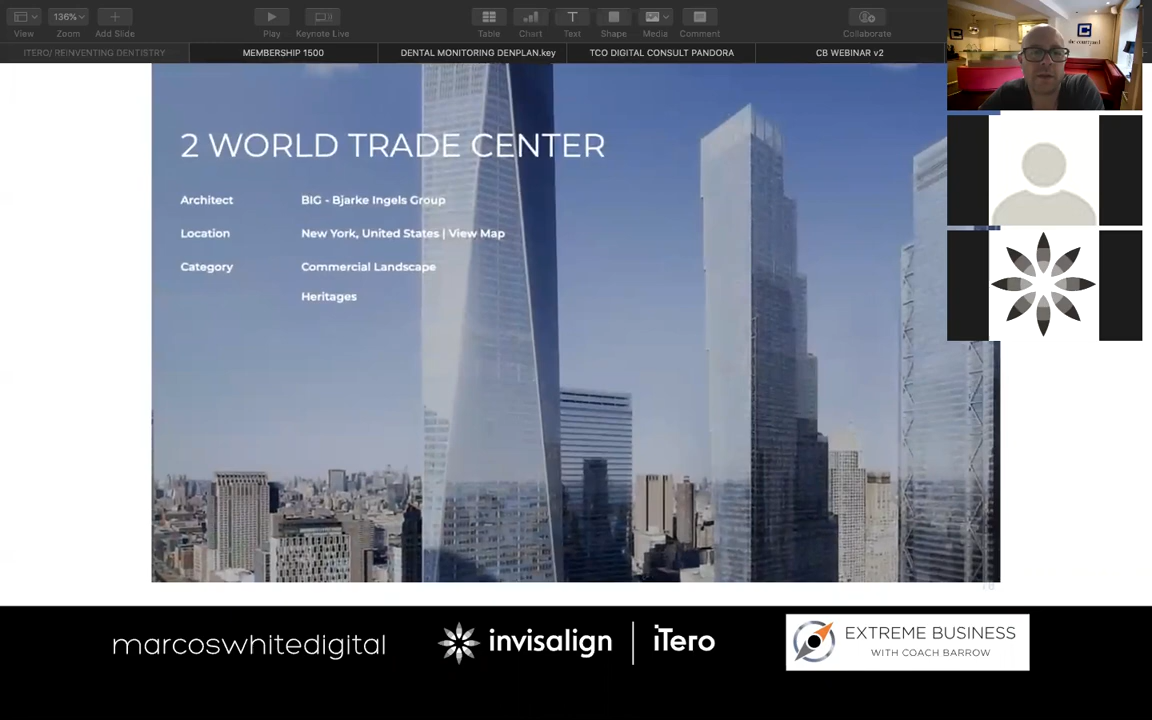 136%
View
Zoom
Add Slide
Play
Keynote Live
Table
Chart
Text
Shape
Media
Comment
Collaborate
ITERO/ REINVENTING DENTISTRY
MEMBERSHIP 1500
DENTAL MONITORING DENPLAN.key
TCO DIGITAL CONSULT PANDORA
CB WEBINAR v2
2 WORLD TRADE CENTER
Architect
BIG - Bjarke Ingels Group
Location
New York, United States | View Map
Category
Commercial Landscape
Heritages
marcoswhitedigital
invisalign
iTero
EXTREME BUSINESS
WITH COACH BARROW